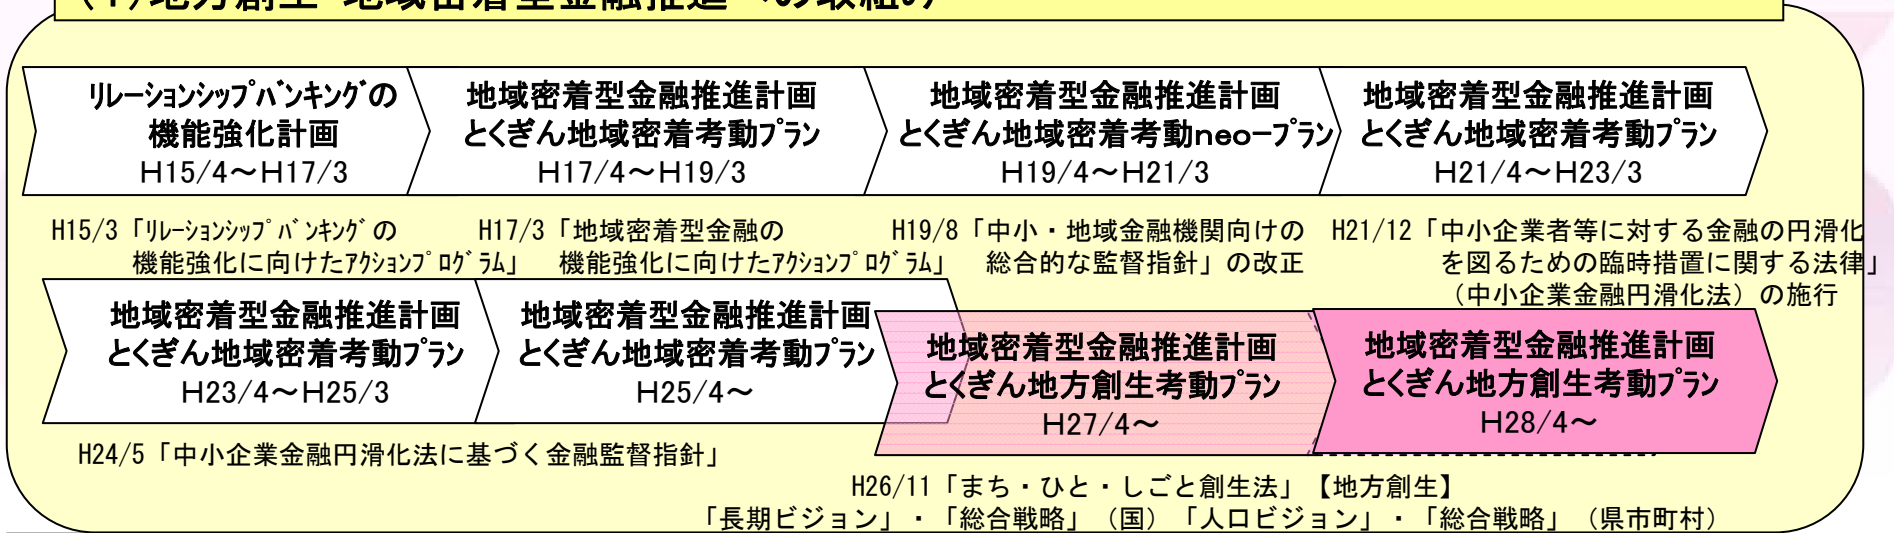 リレーションシップバンキングの
機能強化計画
H15/4～H17/3
地域密着型金融推進計画
とくぎん地域密着考動プラン
H17/4～H19/3
地域密着型金融推進計画
とくぎん地域密着考動neo-プラン
H19/4～H21/3
地域密着型金融推進計画
とくぎん地域密着考動プラン
H21/4～H23/3
H15/3「リレーションシップバンキングの
機能強化に向けたアクションプログラム」
H17/3「地域密着型金融の
機能強化に向けたアクションプログラム」
H19/8「中小・地域金融機関向けの
総合的な監督指針」の改正
H21/12「中小企業者等に対する金融の円滑化
を図るための臨時措置に関する法律」
（中小企業金融円滑化法）の施行
地域密着型金融推進計画
とくぎん地域密着考動プラン
H23/4～H25/3
地域密着型金融推進計画
とくぎん地域密着考動プラン
H25/4～
地域密着型金融推進計画
とくぎん地方創生考動プラン
H27/4～
地域密着型金融推進計画
とくぎん地方創生考動プラン
H28/4～
H24/5「中小企業金融円滑化法に基づく金融監督指針」
H26/11「まち・ひと・しごと創生法」【地方創生】
「長期ビジョン」・「総合戦略」（国）「人口ビジョン」・「総合戦略」（県市町村）